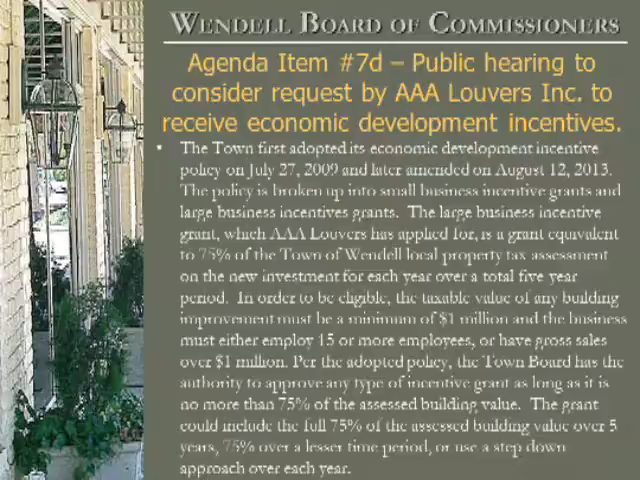 WENDELL BOARD OF COMMISSIONERS
Agenda Item #7d – Public hearing to
consider request by AAA Louvers Inc. to
receive economic development incentives.
• The Town first adopted its economic development incentive
policy on July 27, 2009 and later amended on August 12, 2013.
The policy is broken up into small business incentive grants and
large business incentives grants. The large business incentive
grant, which AAA Louvers has applied for, is a grant equivalent
to 75% of the Town of Wendell local property tax assessment
on the new investment for each year over a total five year
period. In order to be eligible, the taxable value of any building
improvement must be a minimum of $1 million and the business
must either employ 15 or more employees, or have gross sales
over $1 million. Per the adopted policy, the Town Board has the
authority to approve any type of incentive grant as long as it is
no more than 75% of the assessed building value. The grant
could include the full 75% of the assessed building value over 5
years, 75% over a lesser time period, or use a step down
approach over each year.